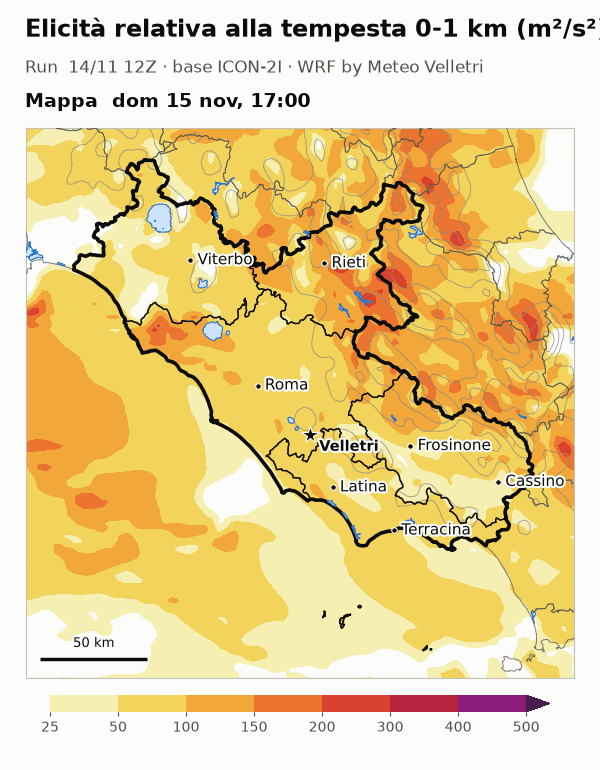 Elicità relativa alla tempesta 0-1 km (m²/s²)
Run 14/11 12Z · base ICON-2I · WRF by Meteo Velletri
Mappa dom 15 nov, 17:00
Viterbo
Rieti
Roma
Velletri
Frosinone
Latina
Cassino
Terracina
50 km
25 50 100 150 200 300 400 500